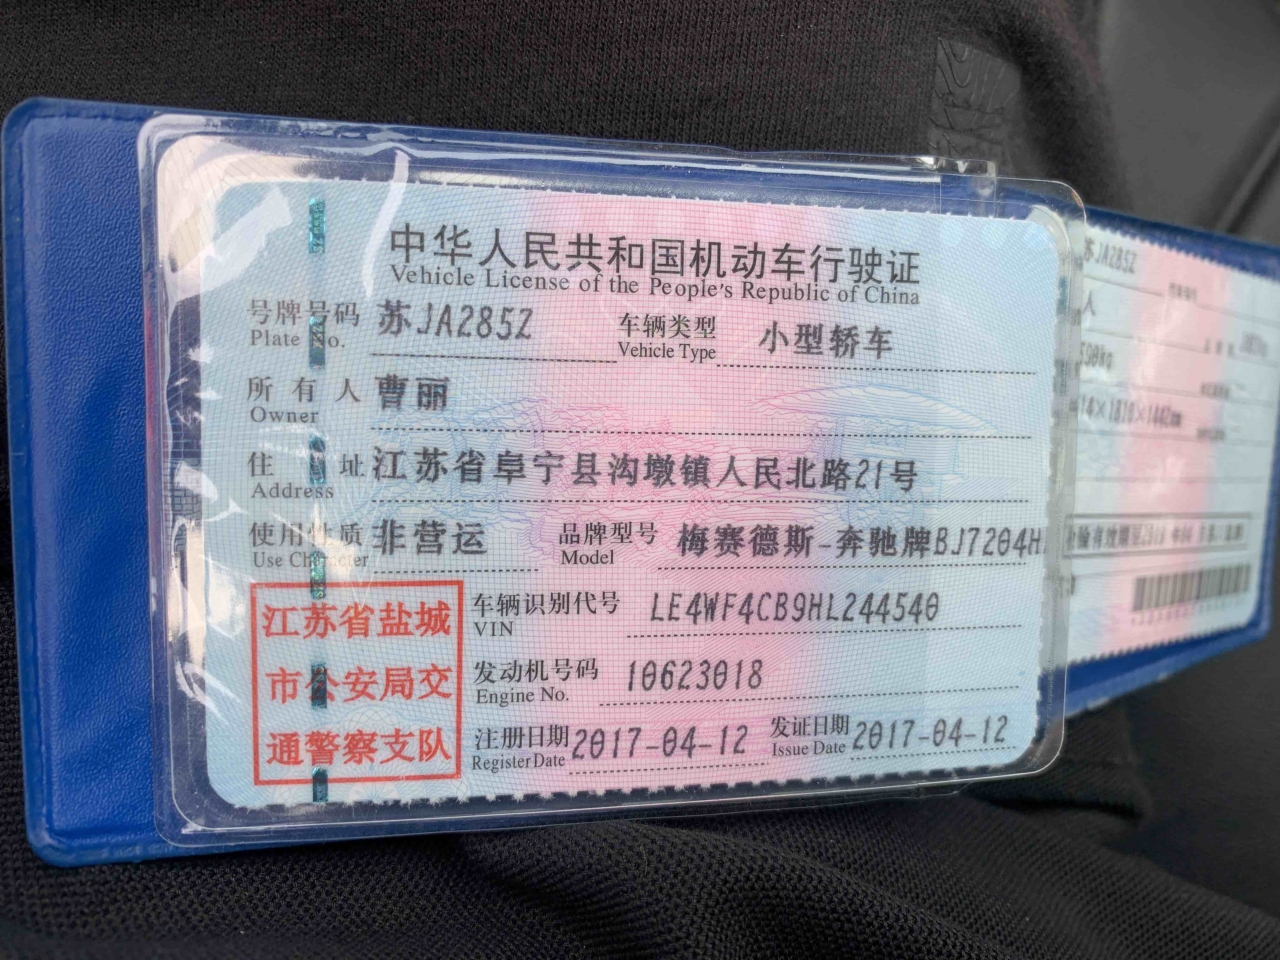 中华人民共和国机动车行驶证
Vehicle License of the People's Republic of China
号牌号码 苏JA285Z 车辆类型 小型轿车
Plate No. Vehicle Type
所有人 曹丽
Owner
住址 江苏省阜宁县沟墩镇人民北路21号
Address
使用性质 非营运 品牌型号 梅赛德斯-奔驰牌BJ7204H
Use Character Model
江苏省盐城
市公安局交
通警察支队
车辆识别代号 LE4WF4CB9HL244540
VIN
发动机号码 10623018
Engine No.
注册日期 2017-04-12 发证日期 2017-04-12
Register Date Issue Date
苏JA285Z
人
590kg
14×1810×1442mm